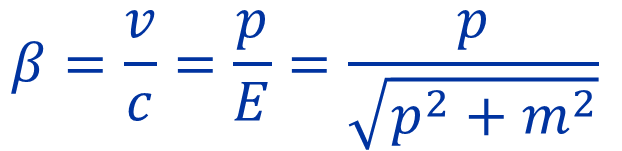 β = v/c = p/E = p/√(p² + m²)